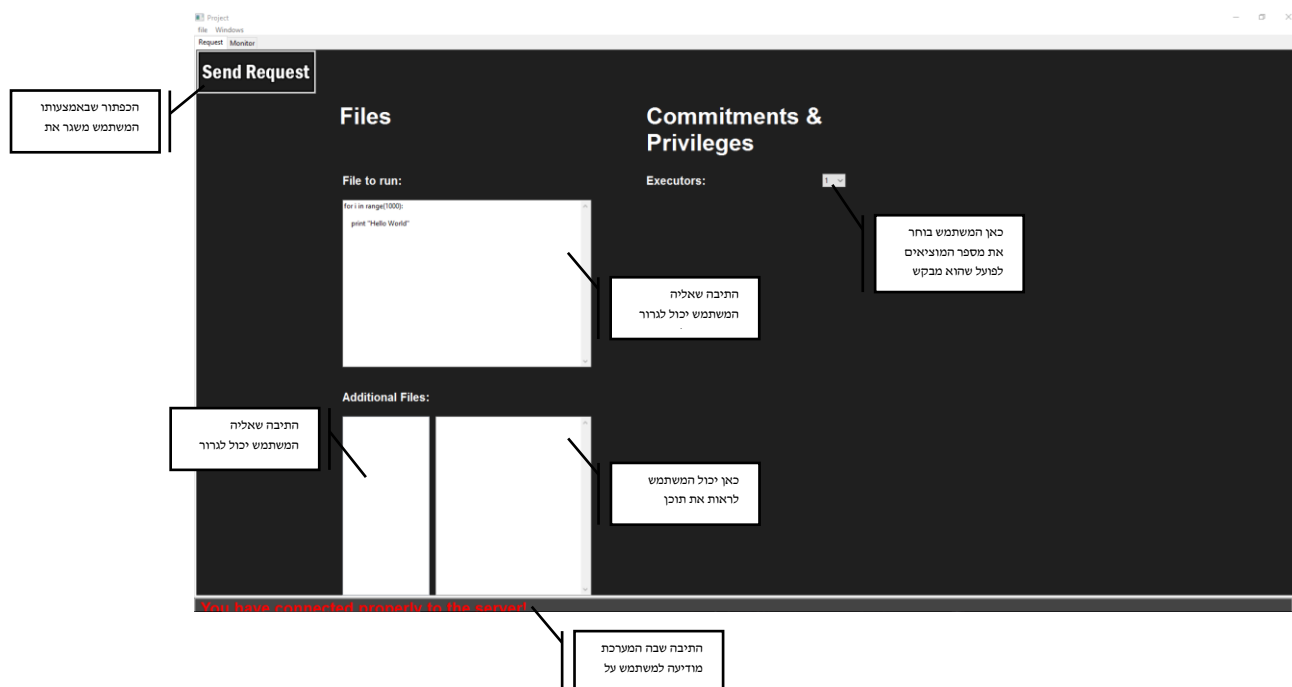 Project
file Windows
Request Monitor
Send Request
הכפתור שבאמצעותו
המשתמש משגר את
Files
Commitments &
Privileges
File to run:
Executors:
1
for i in range(1000):
print "Hello World"
כאן המשתמש בוחר
את מספר המוציאים
לפועל שהוא מבקש
התיבה שאליה
המשתמש יכול לגרור
Additional Files:
התיבה שאליה
המשתמש יכול לגרור
כאן יכול המשתמש
לראות את תוכן
You have connected properly to the server!
התיבה שבה המערכת
מודיעה למשתמש על